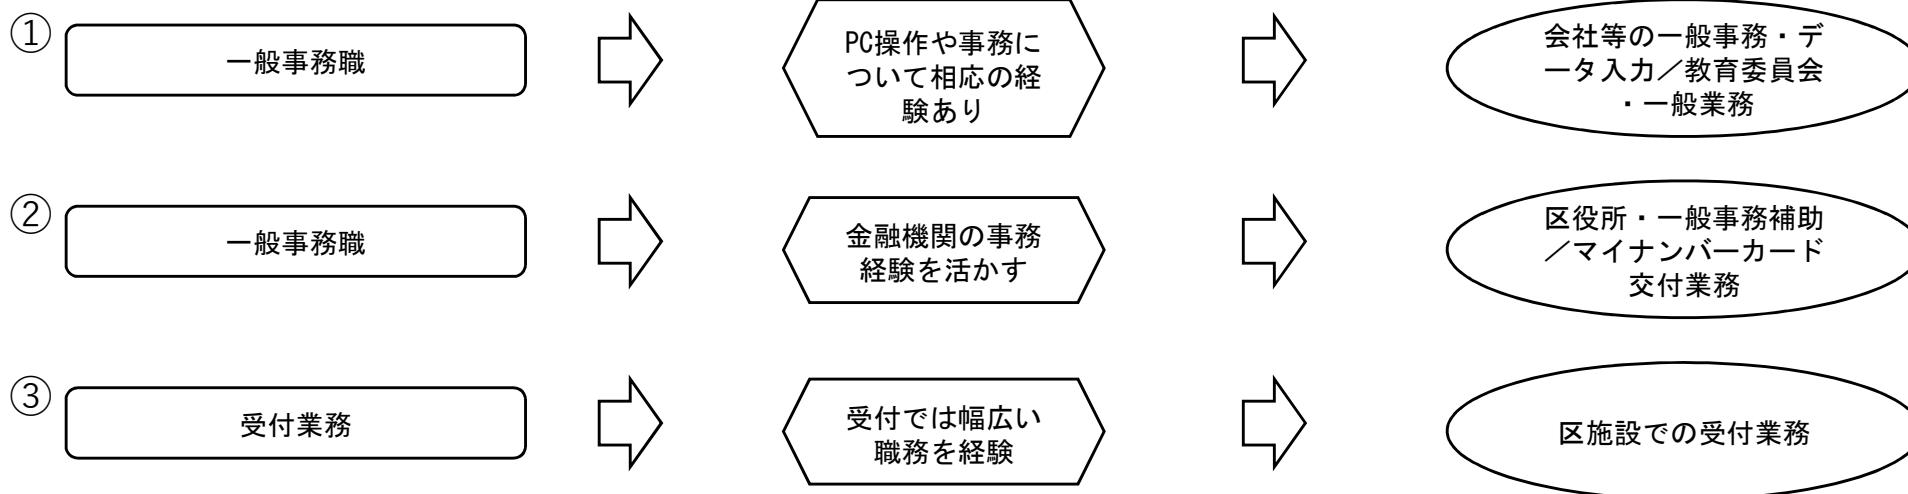 ①
一般事務職
PC操作や事務に
ついて相応の経
験あり
会社等の一般事務・デ
ータ入力／教育委員会
・一般業務
②
一般事務職
金融機関の事務
経験を活かす
区役所・一般事務補助
／マイナンバーカード
交付業務
③
受付業務
受付では幅広い
職務を経験
区施設での受付業務